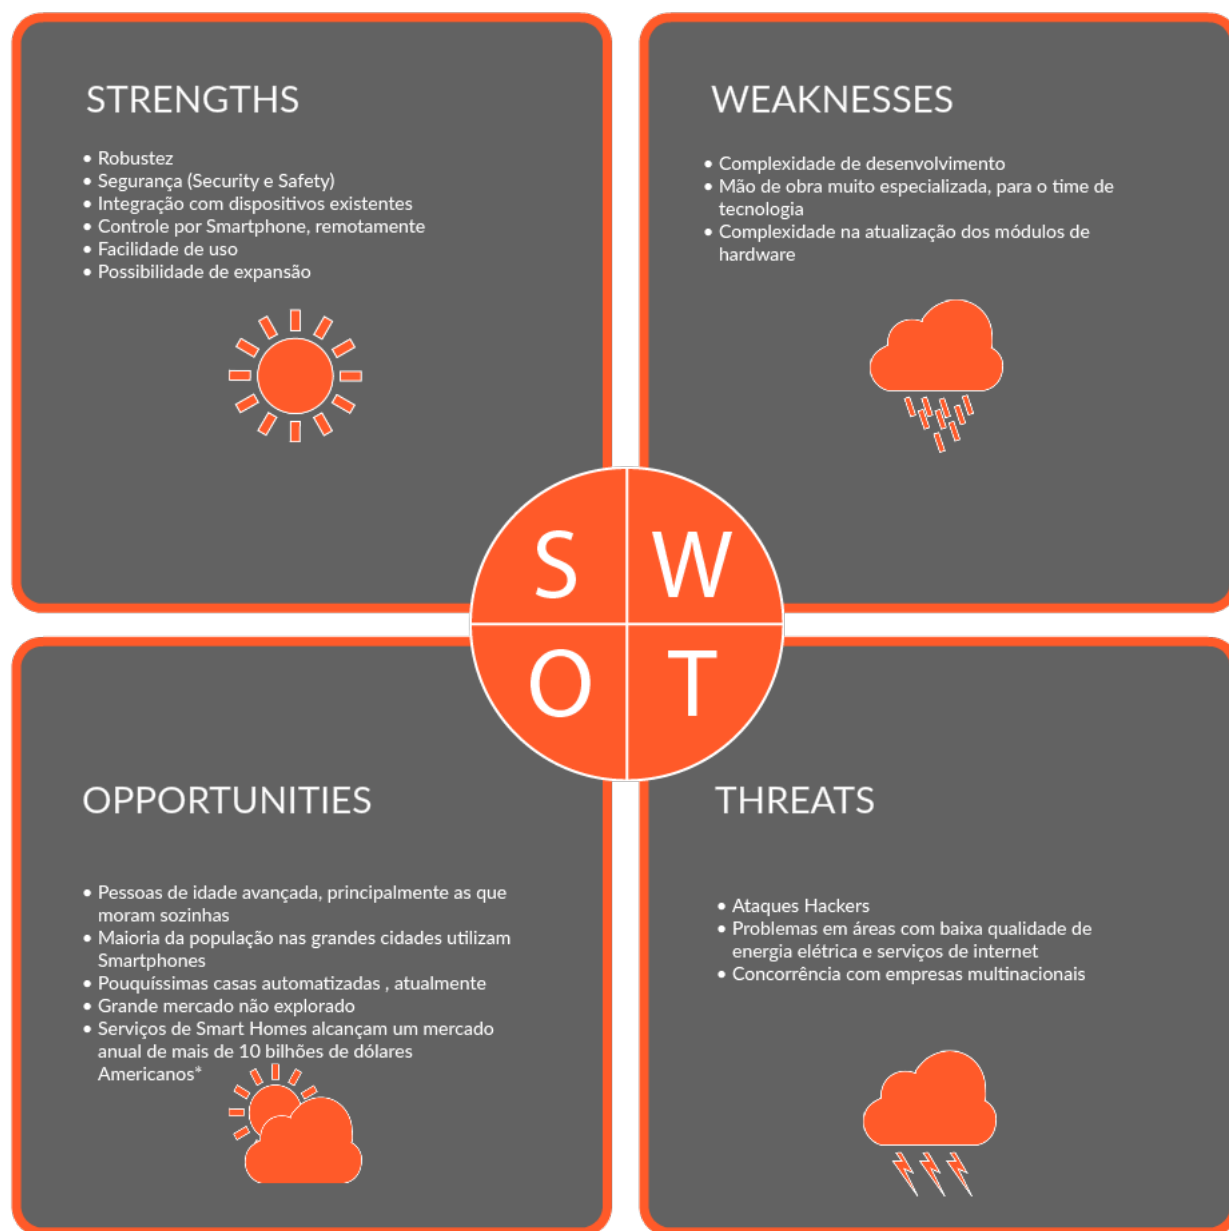 STRENGTHS
• Robustez
• Segurança (Security e Safety)
• Integração com dispositivos existentes
• Controle por Smartphone, remotamente
• Facilidade de uso
• Possibilidade de expansão
WEAKNESSES
• Complexidade de desenvolvimento
• Mão de obra muito especializada, para o time de
tecnologia
• Complexidade na atualização dos módulos de
hardware
S W
O T
OPPORTUNITIES
• Pessoas de idade avançada, principalmente as que
moram sozinhas
• Maioria da população nas grandes cidades utilizam
Smartphones
• Pouquíssimas casas automatizadas , atualmente
• Grande mercado não explorado
• Serviços de Smart Homes alcançam um mercado
anual de mais de 10 bilhões de dólares
Americanos*
THREATS
• Ataques Hackers
• Problemas em áreas com baixa qualidade de
energia elétrica e serviços de internet
• Concorrência com empresas multinacionais